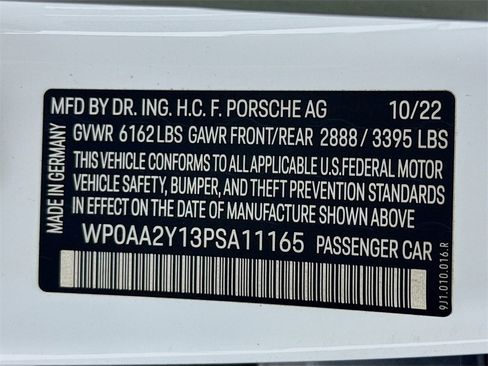 MFD BY DR. ING. H.C. F. PORSCHE AG 10/22
GVWR 6162LBS GAWR FRONT/REAR 2888 / 3395 LBS
THIS VEHICLE CONFORMS TO ALL APPLICABLE U.S.FEDERAL MOTOR
VEHICLE SAFETY, BUMPER, AND THEFT PREVENTION STANDARDS
IN EFFECT ON THE DATE OF MANUFACTURE SHOWN ABOVE.
WP0AA2Y13PSA11165 PASSENGER CAR
MADE IN GERMANY
9J1.010.016.R